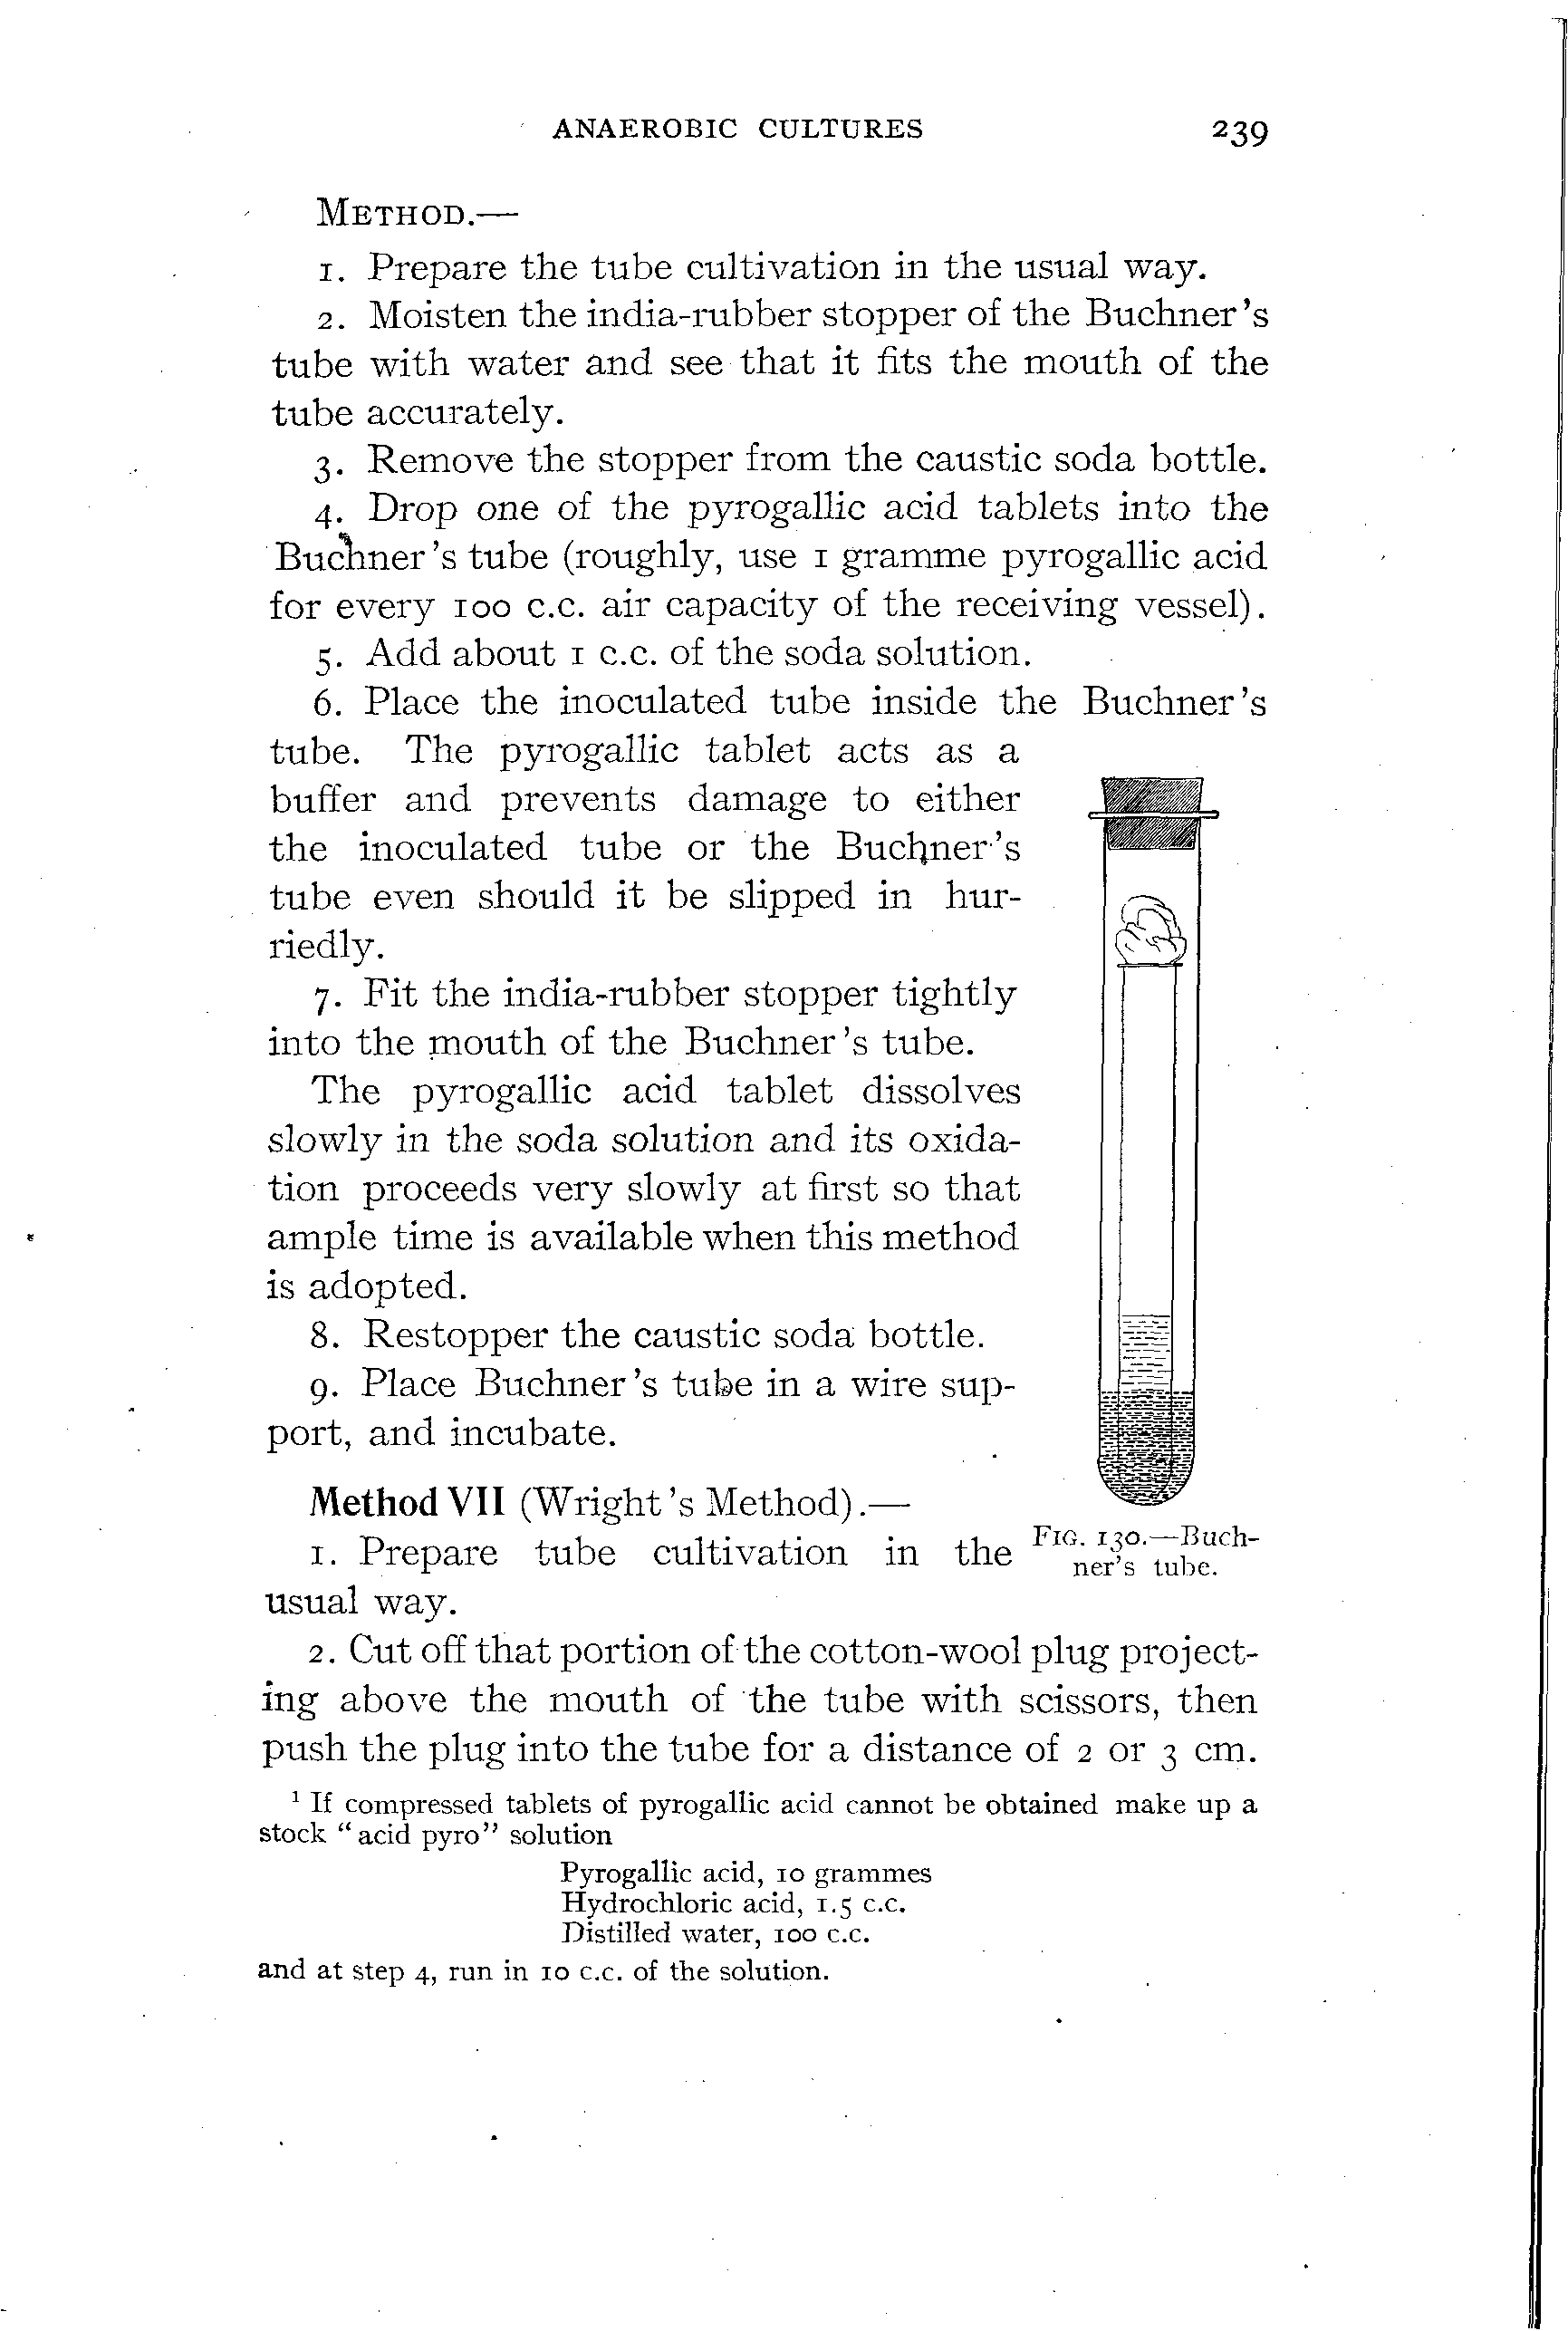 ANAEROBIC CULTURES 239
METHOD.—
1. Prepare the tube cultivation in the usual way.
2. Moisten the india-rubber stopper of the Buchner's
tube with water and see that it fits the mouth of the
tube accurately.
3. Remove the stopper from the caustic soda bottle.
4. Drop one of the pyrogallic acid tablets into the
Buchner's tube (roughly, use 1 gramme pyrogallic acid
for every 100 c.c. air capacity of the receiving vessel).
5. Add about 1 c.c. of the soda solution.
6. Place the inoculated tube inside the Buchner's
tube. The pyrogallic tablet acts as a
buffer and prevents damage to either
the inoculated tube or the Buchner's
tube even should it be slipped in hur-
riedly.
7. Fit the india-rubber stopper tightly
into the mouth of the Buchner's tube.
The pyrogallic acid tablet dissolves
slowly in the soda solution and its oxida-
tion proceeds very slowly at first so that
ample time is available when this method
is adopted.
8. Restopper the caustic soda bottle.
9. Place Buchner's tube in a wire sup-
port, and incubate.
FIG. 130.—Buch-
ner's tube.
Method VII (Wright's Method).—
1. Prepare tube cultivation in the
usual way.
2. Cut off that portion of the cotton-wool plug project-
ing above the mouth of the tube with scissors, then
push the plug into the tube for a distance of 2 or 3 cm.
1 If compressed tablets of pyrogallic acid cannot be obtained make up a
stock "acid pyro" solution
Pyrogallic acid, 10 grammes
Hydrochloric acid, 1.5 c.c.
Distilled water, 100 c.c.
and at step 4, run in 10 c.c. of the solution.